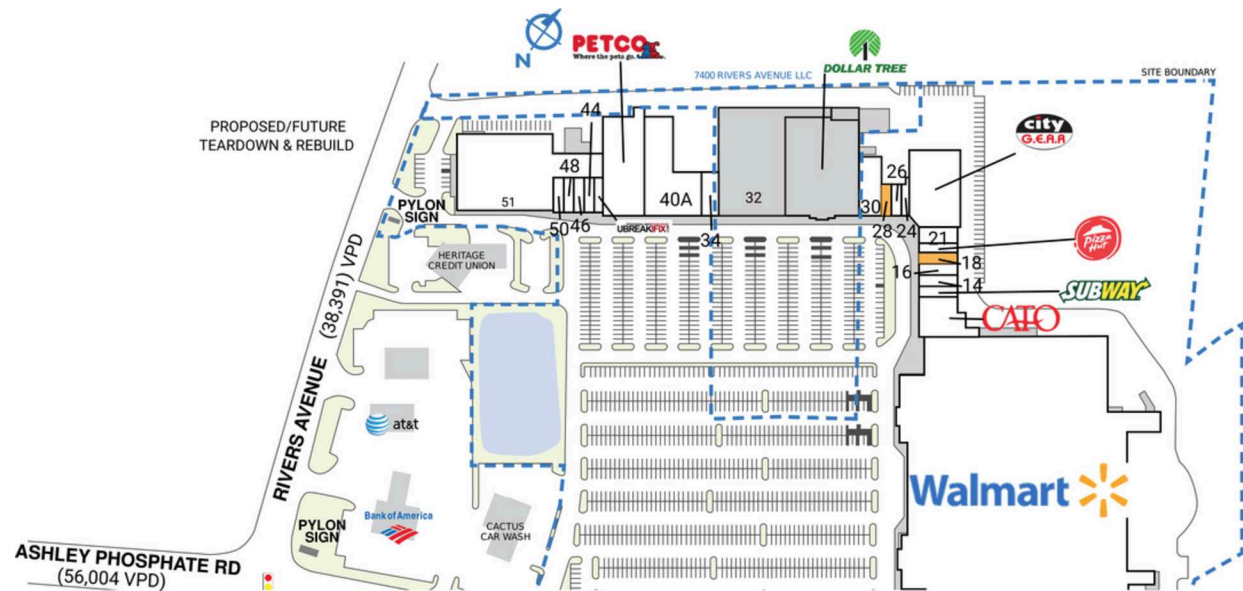 N
PETCO
Where the pets go.
DOLLAR TREE
7400 RIVERS AVENUE LLC
SITE BOUNDARY
PROPOSED/FUTURE
TEARDOWN & REBUILD
44
city
G.E.A.R
48
26
PYLON
SIGN
51
40A
32
30
50
46
UBREAKIFIX!
34
28
24
21
Pizza
Hut
HERITAGE
CREDIT UNION
18
16
14
SUBWAY
CATO
RIVERS AVENUE (38,391) VPD
at&t
Walmart
Bank of America
PYLON
SIGN
CACTUS
CAR WASH
ASHLEY PHOSPHATE RD
(56,004 VPD)